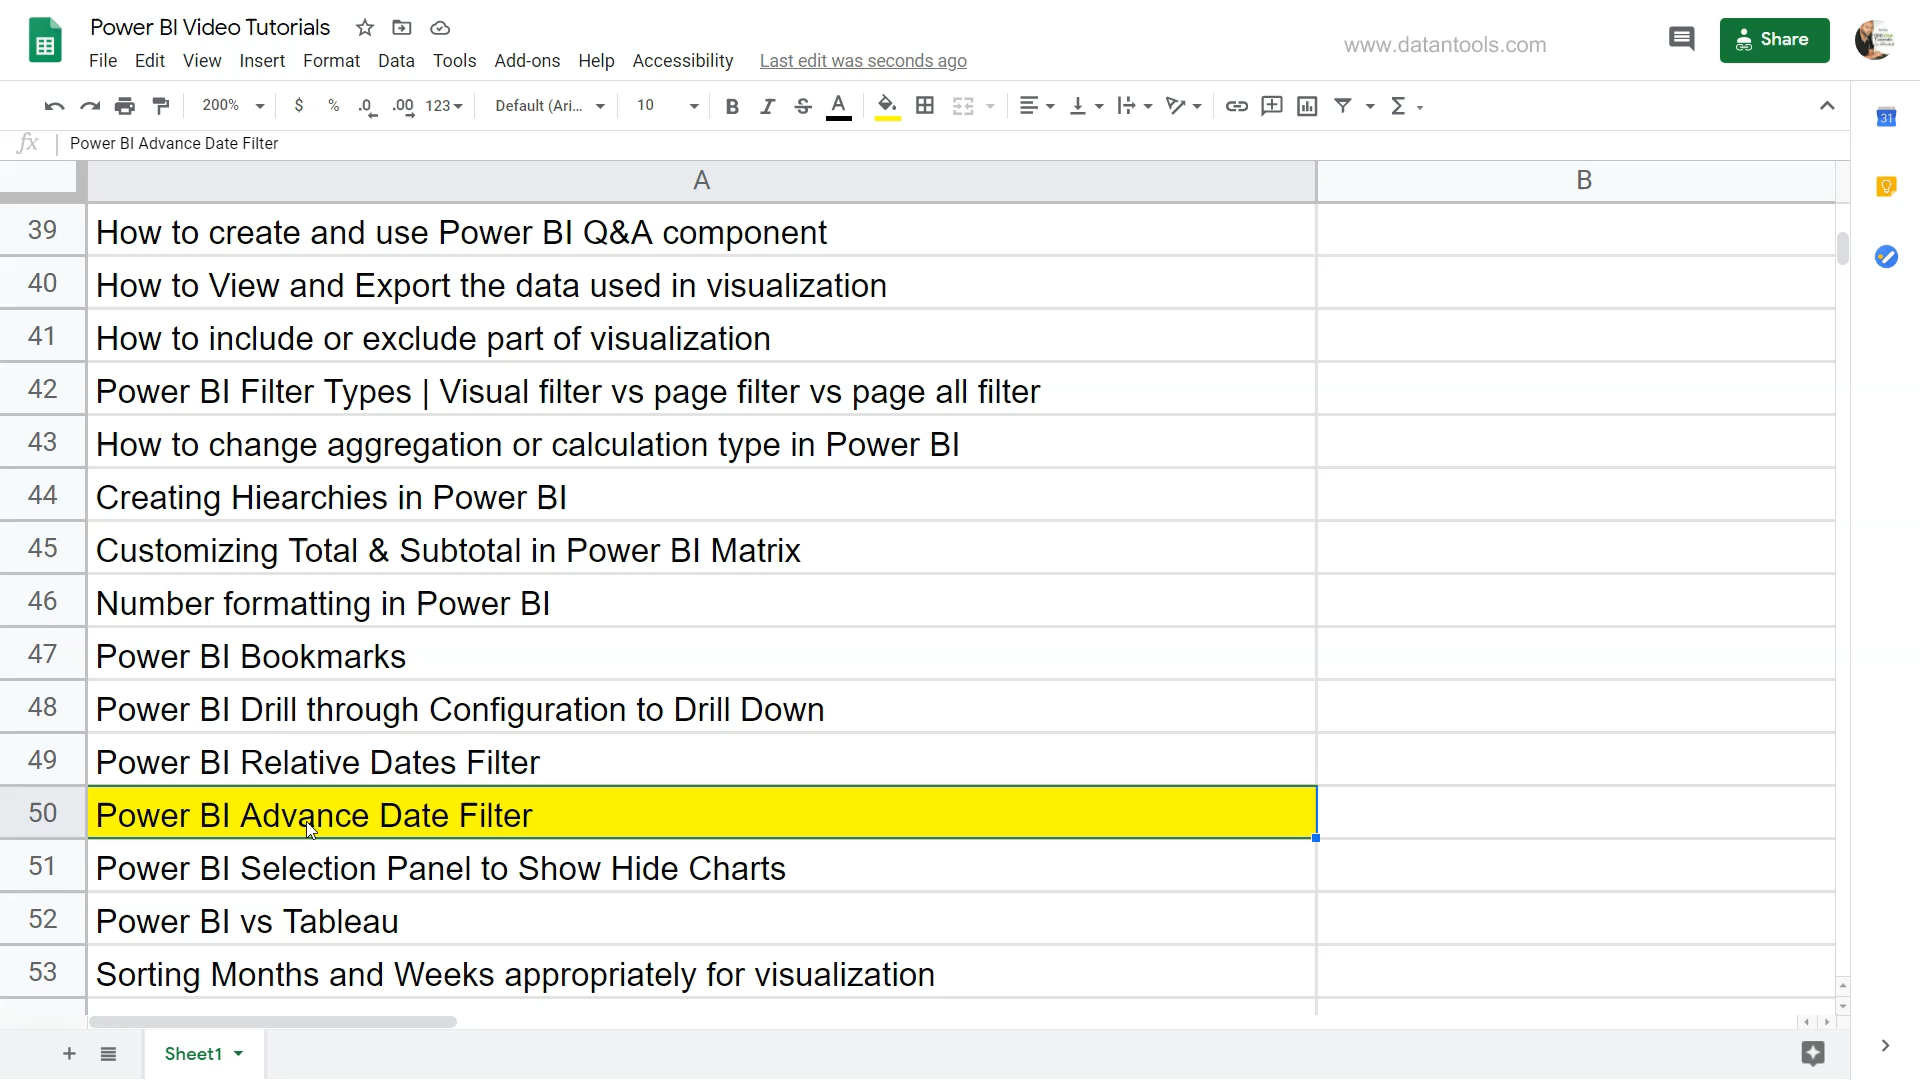 Power BI Video Tutorials
File Edit View Insert Format Data Tools Add-ons Help Accessibility Last edit was seconds ago
www.datantools.com
Share
200% $ % .0 .00 123 Default (Ari... 10 B I S A Σ
31
fx Power BI Advance Date Filter
A B
39 How to create and use Power BI Q&A component
40 How to View and Export the data used in visualization
41 How to include or exclude part of visualization
42 Power BI Filter Types | Visual filter vs page filter vs page all filter
43 How to change aggregation or calculation type in Power BI
44 Creating Hiearchies in Power BI
45 Customizing Total & Subtotal in Power BI Matrix
46 Number formatting in Power BI
47 Power BI Bookmarks
48 Power BI Drill through Configuration to Drill Down
49 Power BI Relative Dates Filter
50 Power BI Advance Date Filter
51 Power BI Selection Panel to Show Hide Charts
52 Power BI vs Tableau
53 Sorting Months and Weeks appropriately for visualization
Sheet1